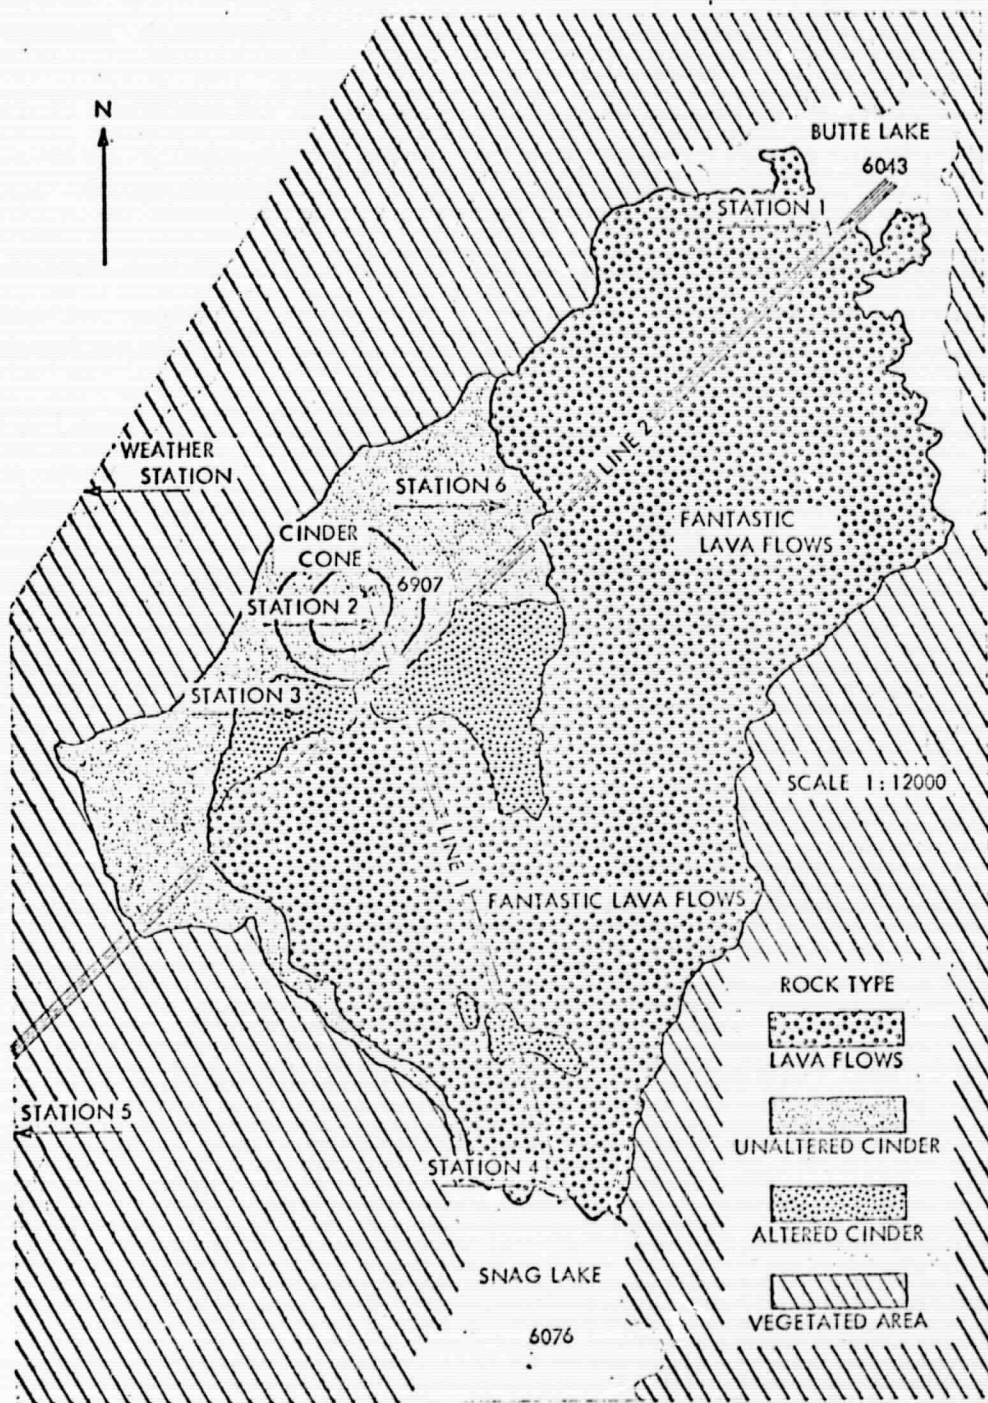 N
BUTTE LAKE
6043
STATION 1
LINE 2
WEATHER
STATION
STATION 6
FANTASTIC
LAVA FLOWS
CINDER
CONE
6907
STATION 2
STATION 3
SCALE 1:12000
LINE 1
FANTASTIC LAVA FLOWS
ROCK TYPE
LAVA FLOWS
UNALTERED CINDER
ALTERED CINDER
VEGETATED AREA
STATION 5
STATION 4
SNAG LAKE
6076